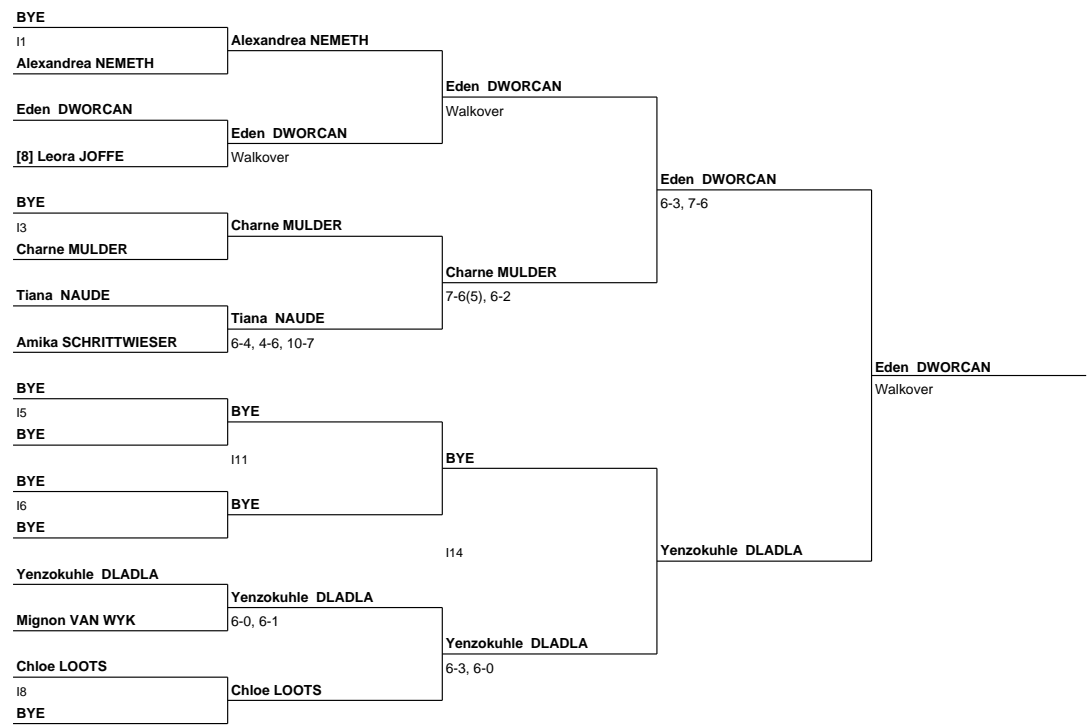 BYE
I1
Alexandrea NEMETH
Alexandrea NEMETH
Eden DWORCAN
Walkover
Eden DWORCAN
Eden DWORCAN
[8] Leora JOFFE
Walkover
Eden DWORCAN
6-3, 7-6
BYE
I3
Charne MULDER
Charne MULDER
Charne MULDER
7-6(5), 6-2
Tiana NAUDE
Tiana NAUDE
Amika SCHRITTWIESER
6-4, 4-6, 10-7
Eden DWORCAN
Walkover
BYE
I5
BYE
BYE
I11
BYE
BYE
I6
BYE
BYE
I14
Yenzokuhle DLADLA
Yenzokuhle DLADLA
Yenzokuhle DLADLA
Mignon VAN WYK
6-0, 6-1
Yenzokuhle DLADLA
6-3, 6-0
Chloe LOOTS
I8
BYE
Chloe LOOTS